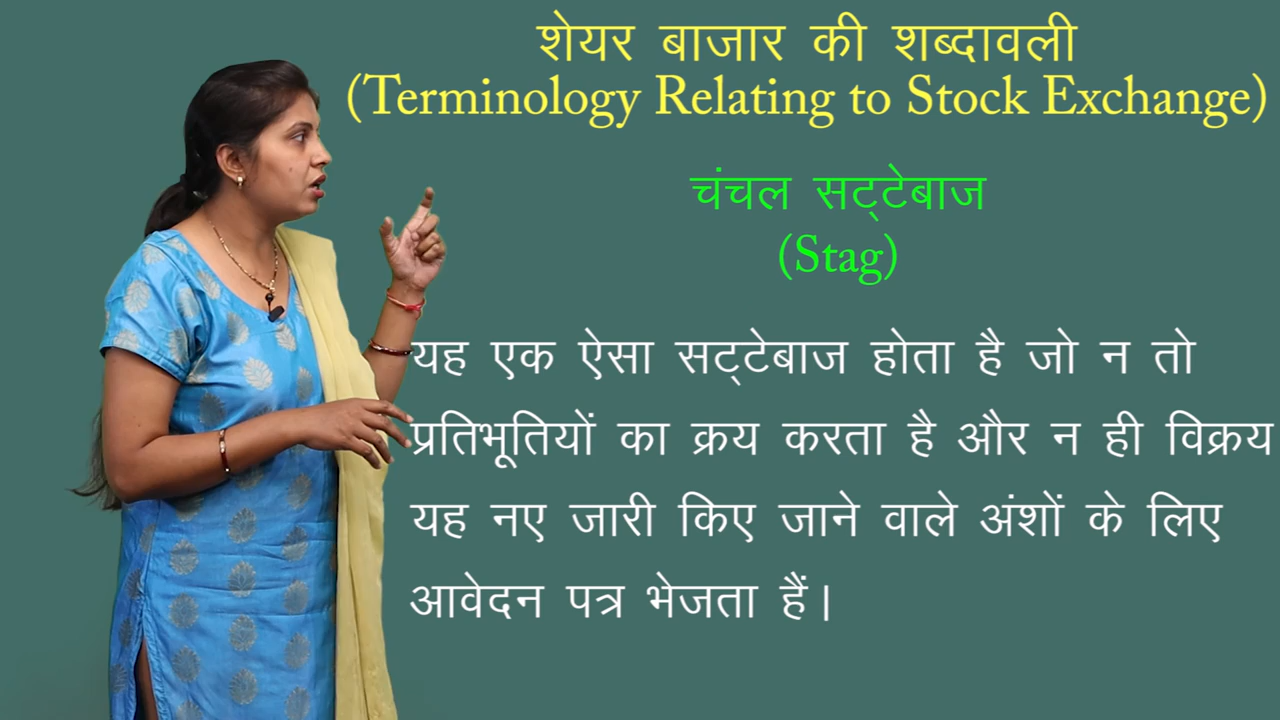 शेयर बाजार की शब्दावली
(Terminology Relating to Stock Exchange)
चंचल सट्टेबाज
(Stag)
यह एक ऐसा सट्टेबाज होता है जो न तो
प्रतिभूतियों का क्रय करता है और न ही विक्रय
यह नए जारी किए जाने वाले अंशों के लिए
आवेदन पत्र भेजता हैं।